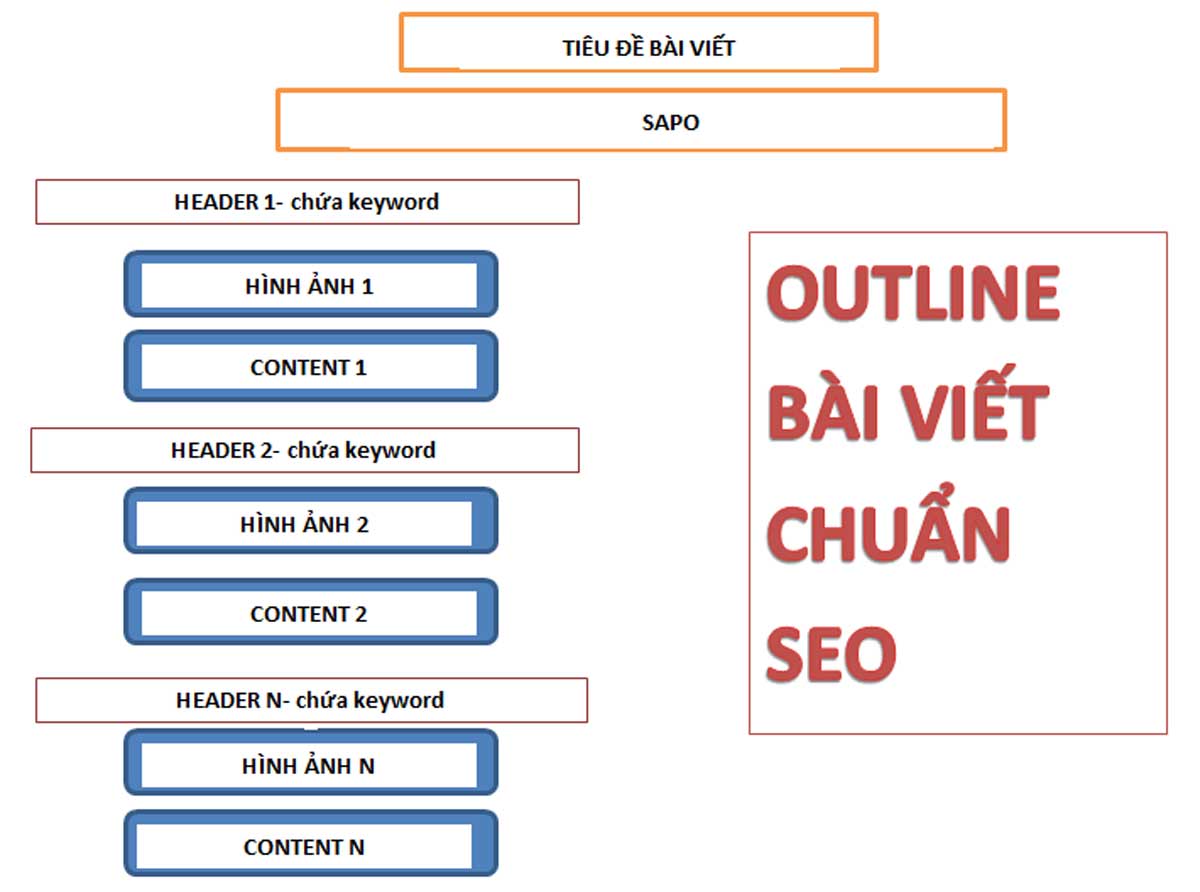 TIÊU ĐỀ BÀI VIẾT
SAPO
HEADER 1- chứa keyword
HÌNH ẢNH 1
CONTENT 1
HEADER 2- chứa keyword
HÌNH ẢNH 2
CONTENT 2
HEADER N- chứa keyword
HÌNH ẢNH N
CONTENT N
OUTLINE
BÀI VIẾT
CHUẨN
SEO